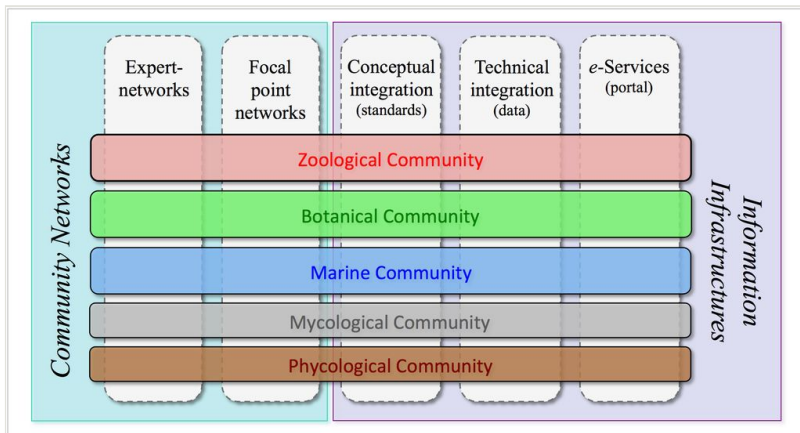 Expert-
networks
Focal
point
networks
Conceptual
integration
(standards)
Technical
integration
(data)
e-Services
(portal)
Zoological Community
Botanical Community
Marine Community
Mycological Community
Phycological Community
Community Networks
Information
Infrastructures